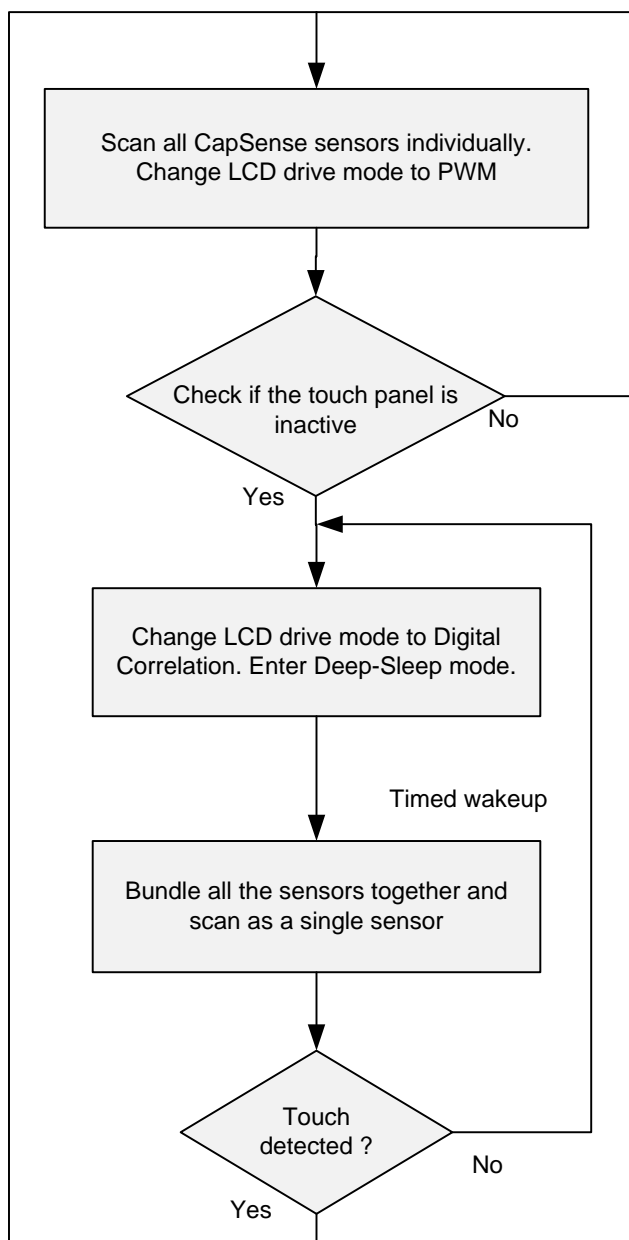 Scan all CapSense sensors individually.
Change LCD drive mode to PWM
Check if the touch panel is
inactive
No
Yes
Change LCD drive mode to Digital
Correlation. Enter Deep-Sleep mode.
Timed wakeup
Bundle all the sensors together and
scan as a single sensor
Touch
detected ?
No
Yes